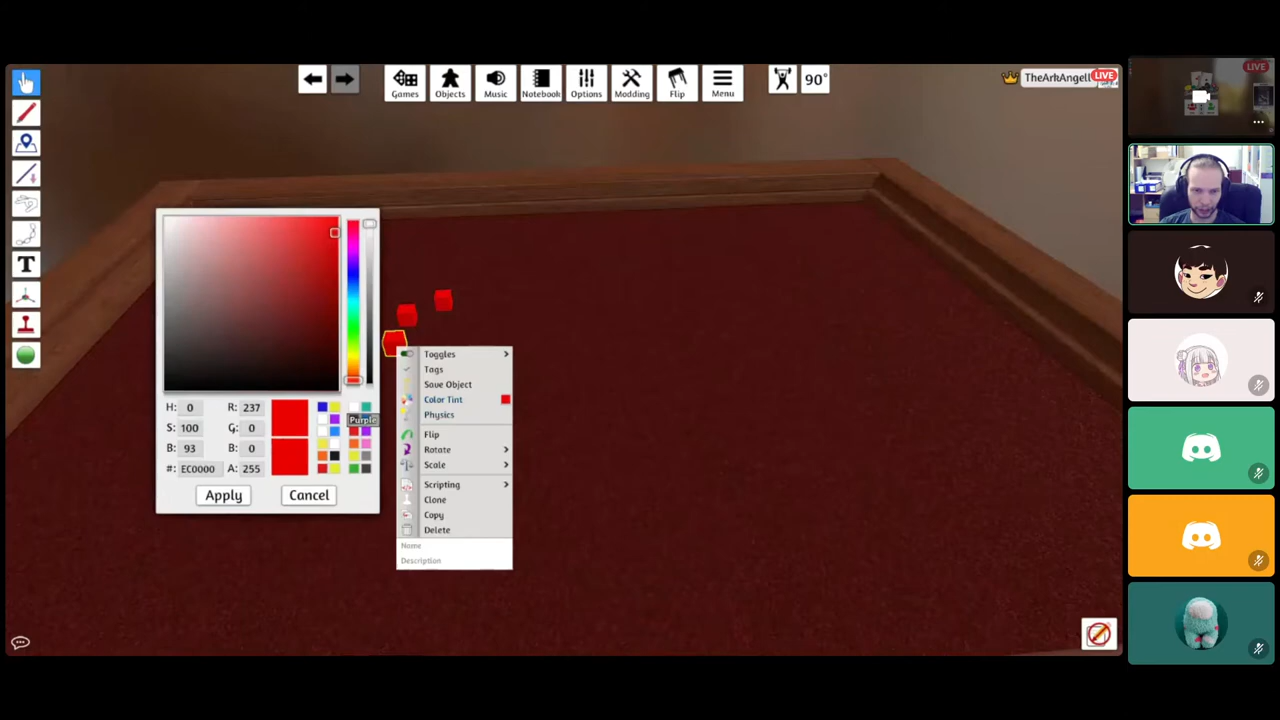 Games
Objects
Music
Notebook
Options
Modding
Flip
Menu
90°
TheArkAngell
LIVE
LIVE
H: 0 R: 237
S: 100 G: 0
B: 93 B: 0
#: EC0000 A: 255
Purple
Apply
Cancel
Toggles
Tags
Save Object
Color Tint
Physics
Flip
Rotate
Scale
Scripting
Clone
Copy
Delete
Name
Description
T